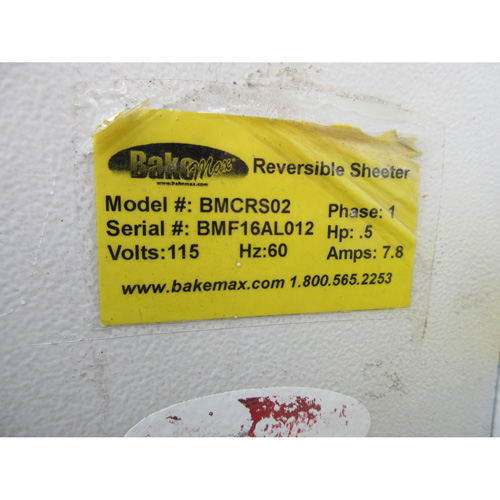 BakeMax®
www.bakemax.com
Reversible Sheeter
Model #: BMCRS02 Phase: 1
Serial #: BMF16AL012 Hp: .5
Volts:115 Hz:60 Amps: 7.8
www.bakemax.com 1.800.565.2253